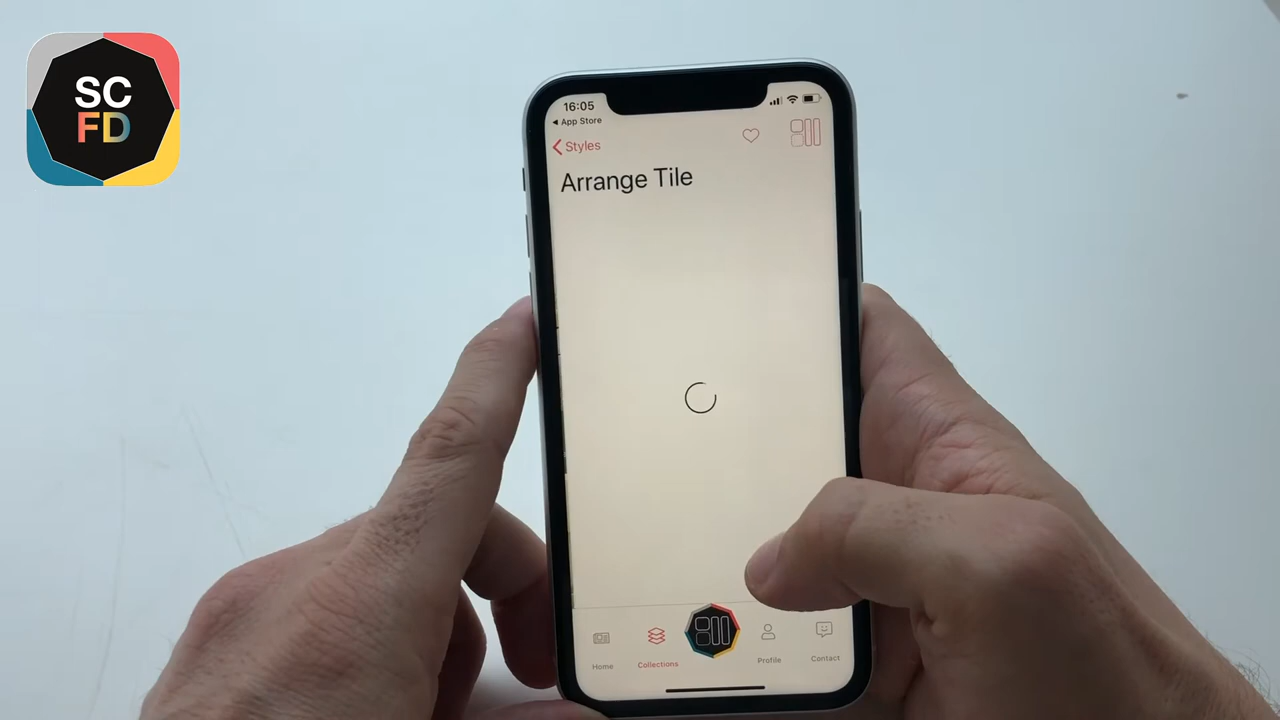 SC
FD
16:05
App Store
Styles
Arrange Tile
Home
Collections
Profile
Contact